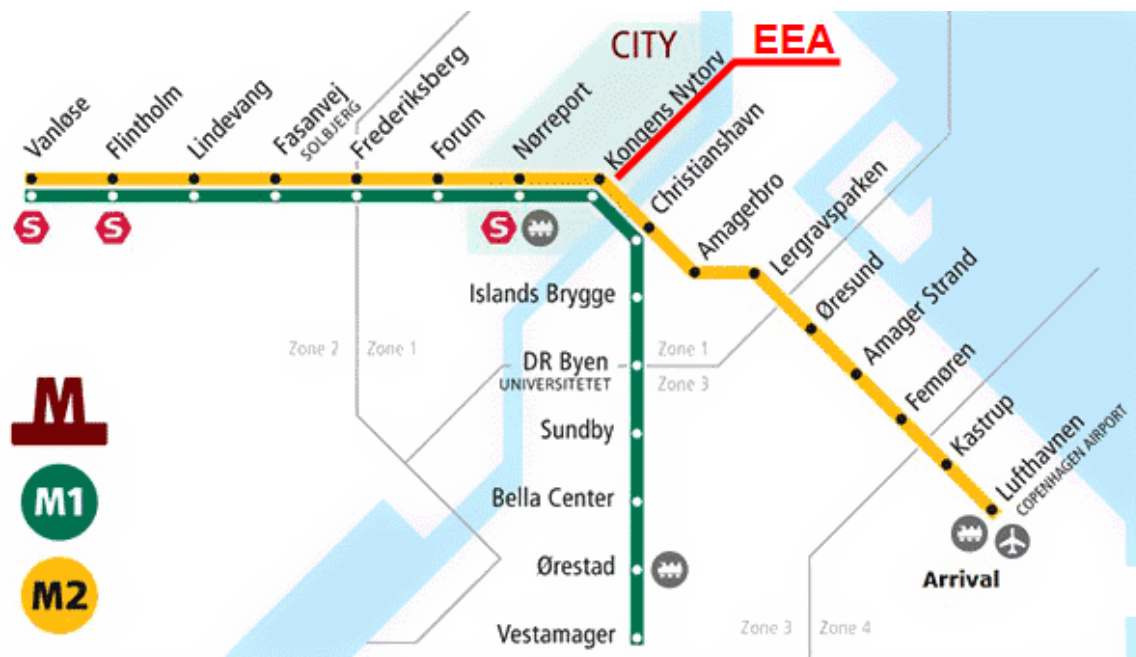 CITY
EEA
Vanløse
Flintholm
Lindevang
Fasanvej
SOLBJERG
Frederiksberg
Forum
Nørreport
Kongens Nytorv
Christianshavn
Amagerbro
Lergravsparken
Øresund
Amager Strand
Femøren
Kastrup
Lufthavnen
COPENHAGEN AIRPORT
S
S
S
Islands Brygge
Zone 2
Zone 1
DR Byen
UNIVERSITETET
Zone 1
Zone 3
Sundby
Bella Center
Ørestad
Vestamager
M
M1
M2
Arrival
Zone 3
Zone 4